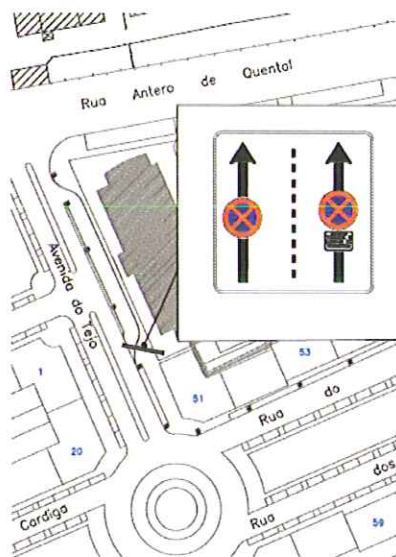 Rua Antero de Quental
Avenida do Tejo
53
1
51
Rua do
20
Rua dos
Cardiga
59